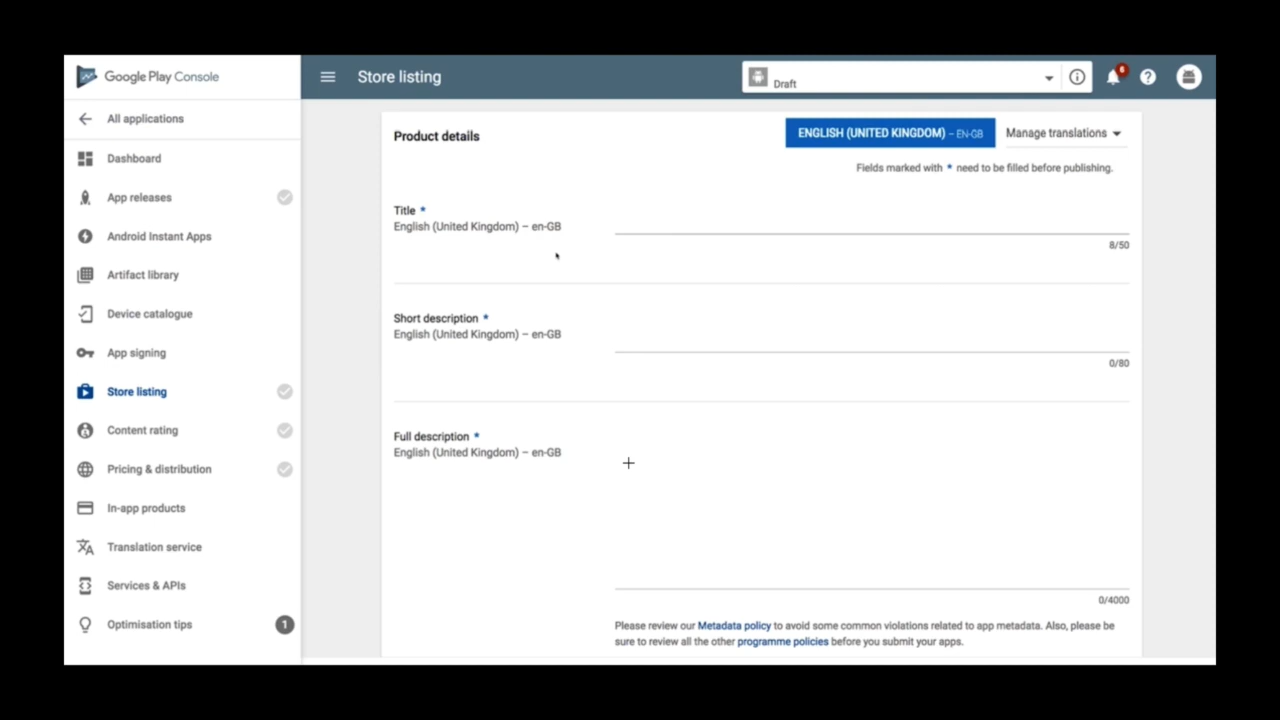 Google Play Console
Store listing
Draft
6
All applications
Dashboard
App releases
Android Instant Apps
Artifact library
Device catalogue
App signing
Store listing
Content rating
Pricing & distribution
In-app products
Translation service
Services & APIs
Optimisation tips
1
Product details
ENGLISH (UNITED KINGDOM) – EN-GB
Manage translations
Fields marked with * need to be filled before publishing.
Title *
English (United Kingdom) – en-GB
8/50
Short description *
English (United Kingdom) – en-GB
0/80
Full description *
English (United Kingdom) – en-GB
0/4000
Please review our Metadata policy to avoid some common violations related to app metadata. Also, please be
sure to review all the other programme policies before you submit your apps.